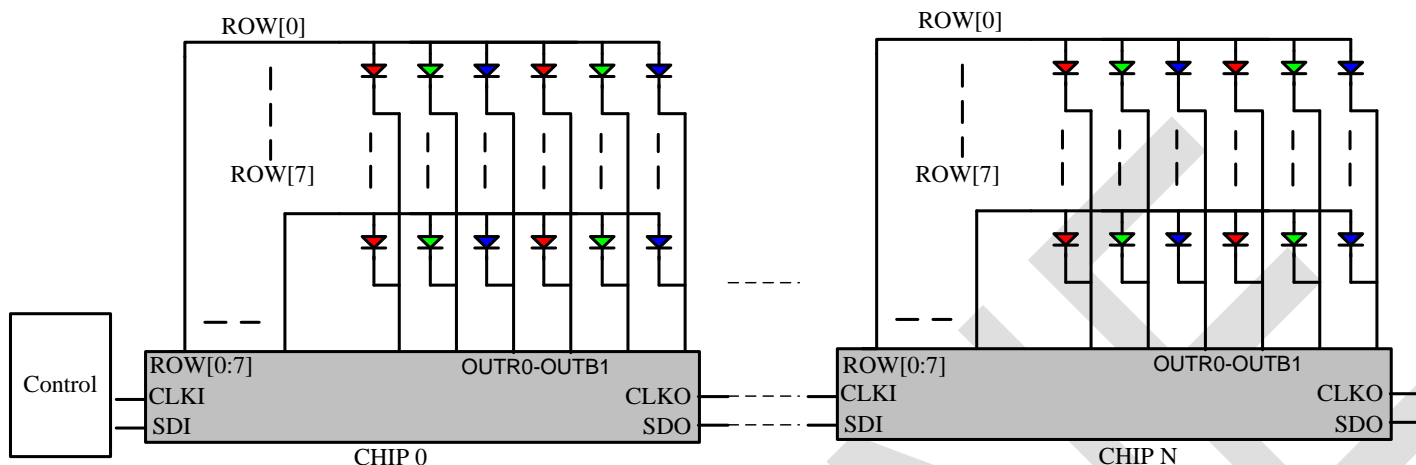 ROW[0]
ROW[7]
ROW[0]
ROW[7]
Control
ROW[0:7]
OUTR0-OUTB1
CLKI
CLKO
SDI
SDO
CHIP 0
ROW[0:7]
OUTR0-OUTB1
CLKI
CLKO
SDI
SDO
CHIP N